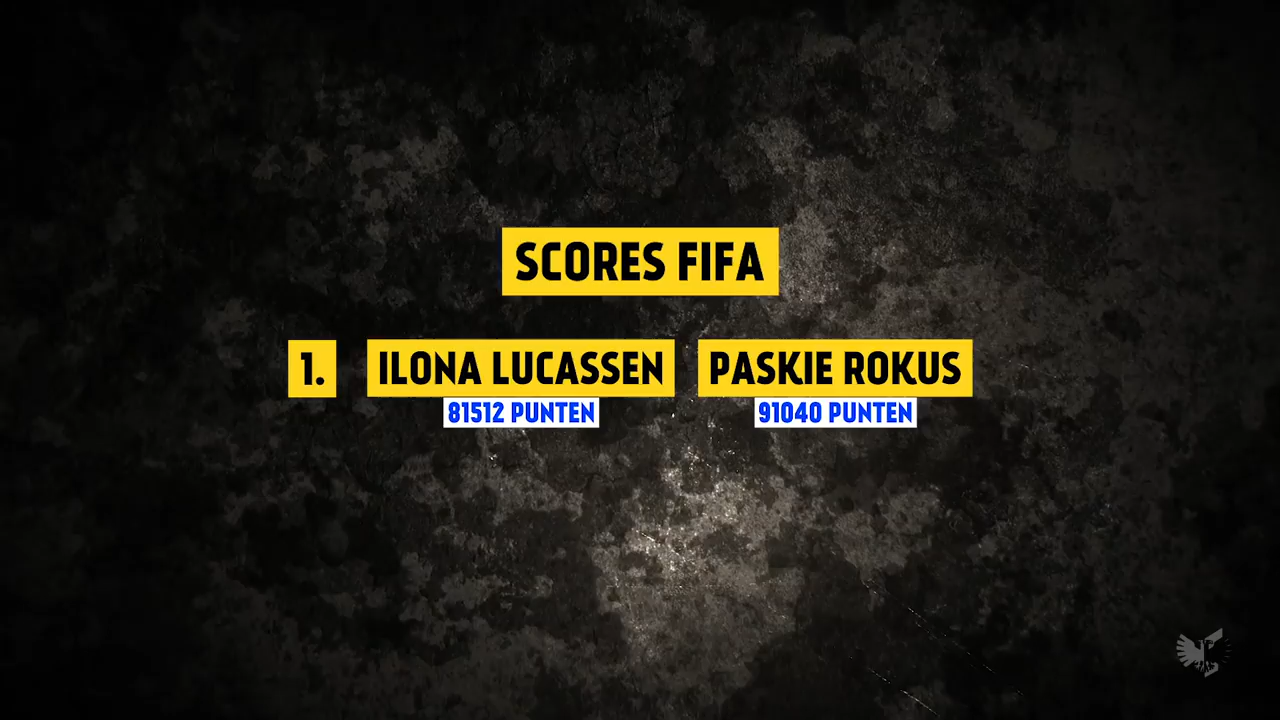 SCORES FIFA
1. ILONA LUCASSEN PASKIE ROKUS
81512 PUNTEN 91040 PUNTEN